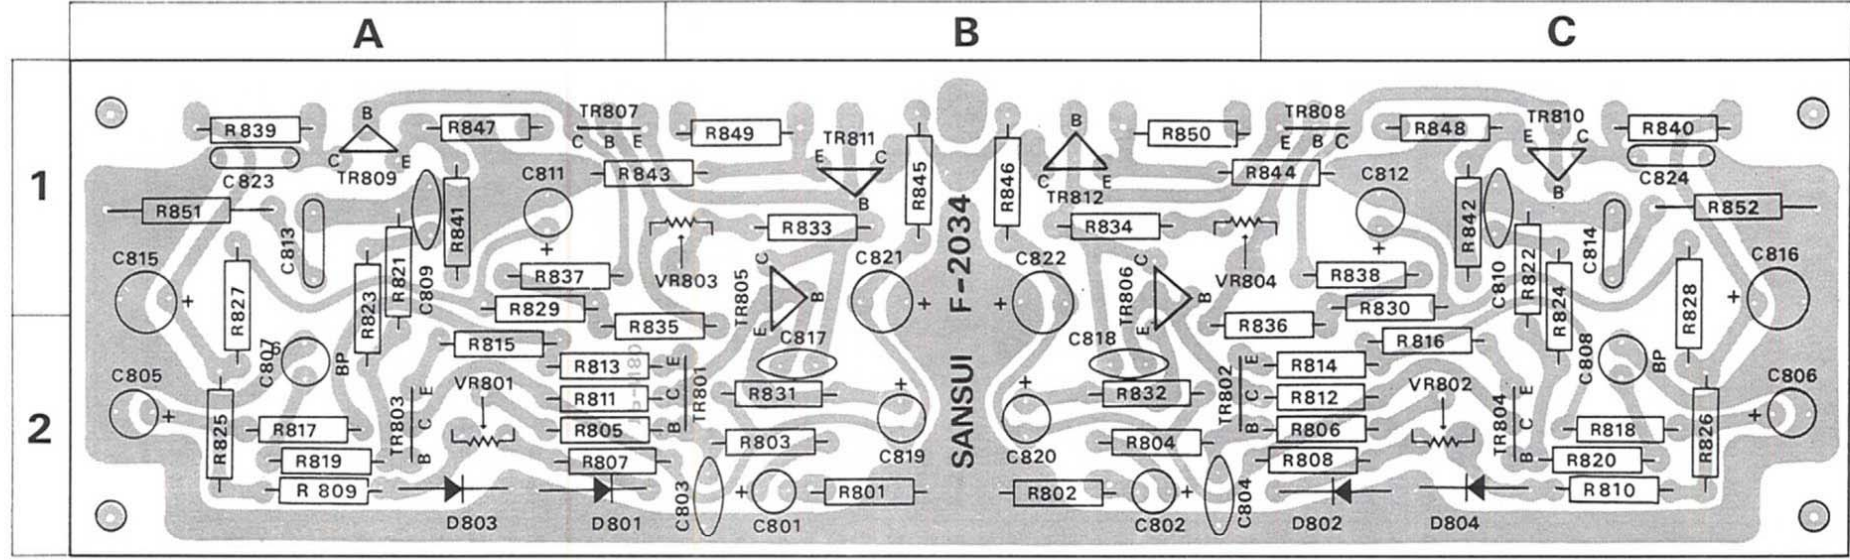 A B C
1
2
R839
B
C E
TR809
R847
TR807
C B E
R849
TR811
E C
B
R845
R846
B
C E
TR812
R850
TR808
E B C
R848
TR810
E C
B
R840
C823
C824
C811
+
R843
R844
C812
+
R851
C813
R821
C809
R841
R833
F-2034
R834
R842
C810
R822
C814
R852
C815
+
R827
R823
R837
VR803
TR805
C
B
E
C821
+
C822
+
TR806
C
B
E
VR804
R838
R824
R828
C816
+
R829
R835
R836
R830
C807
BP
R815
R813
C817
C818
R814
R816
C808
BP
C805
+
R825
VR801
R811
E
C
B
TR801
R831
+
C819
SANSUI
+
C820
R832
TR802
E
C
B
R812
VR802
C806
+
R826
R817
TR803
E
C
B
R805
R803
R804
R806
TR804
E
C
B
R818
R819
R807
R808
R820
R 809
D803
D801
C803
+
C801
R801
R802
+
C802
C804
D802
D804
R810